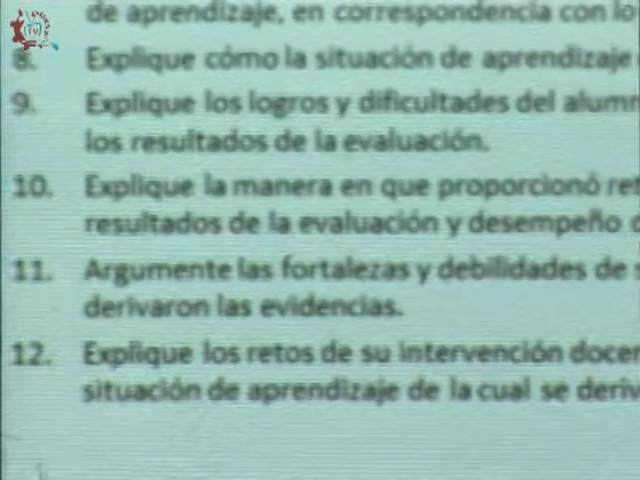 de aprendizaje, en correspondencia con lo
8. Explique cómo la situación de aprendizaje
9. Explique los logros y dificultades del alum
los resultados de la evaluación.
10. Explique la manera en que proporcionó ret
resultados de la evaluación y desempeño
11. Argumente las fortalezas y debilidades de
derivaron las evidencias.
12. Explique los retos de su intervención docen
situación de aprendizaje de la cual se deriv